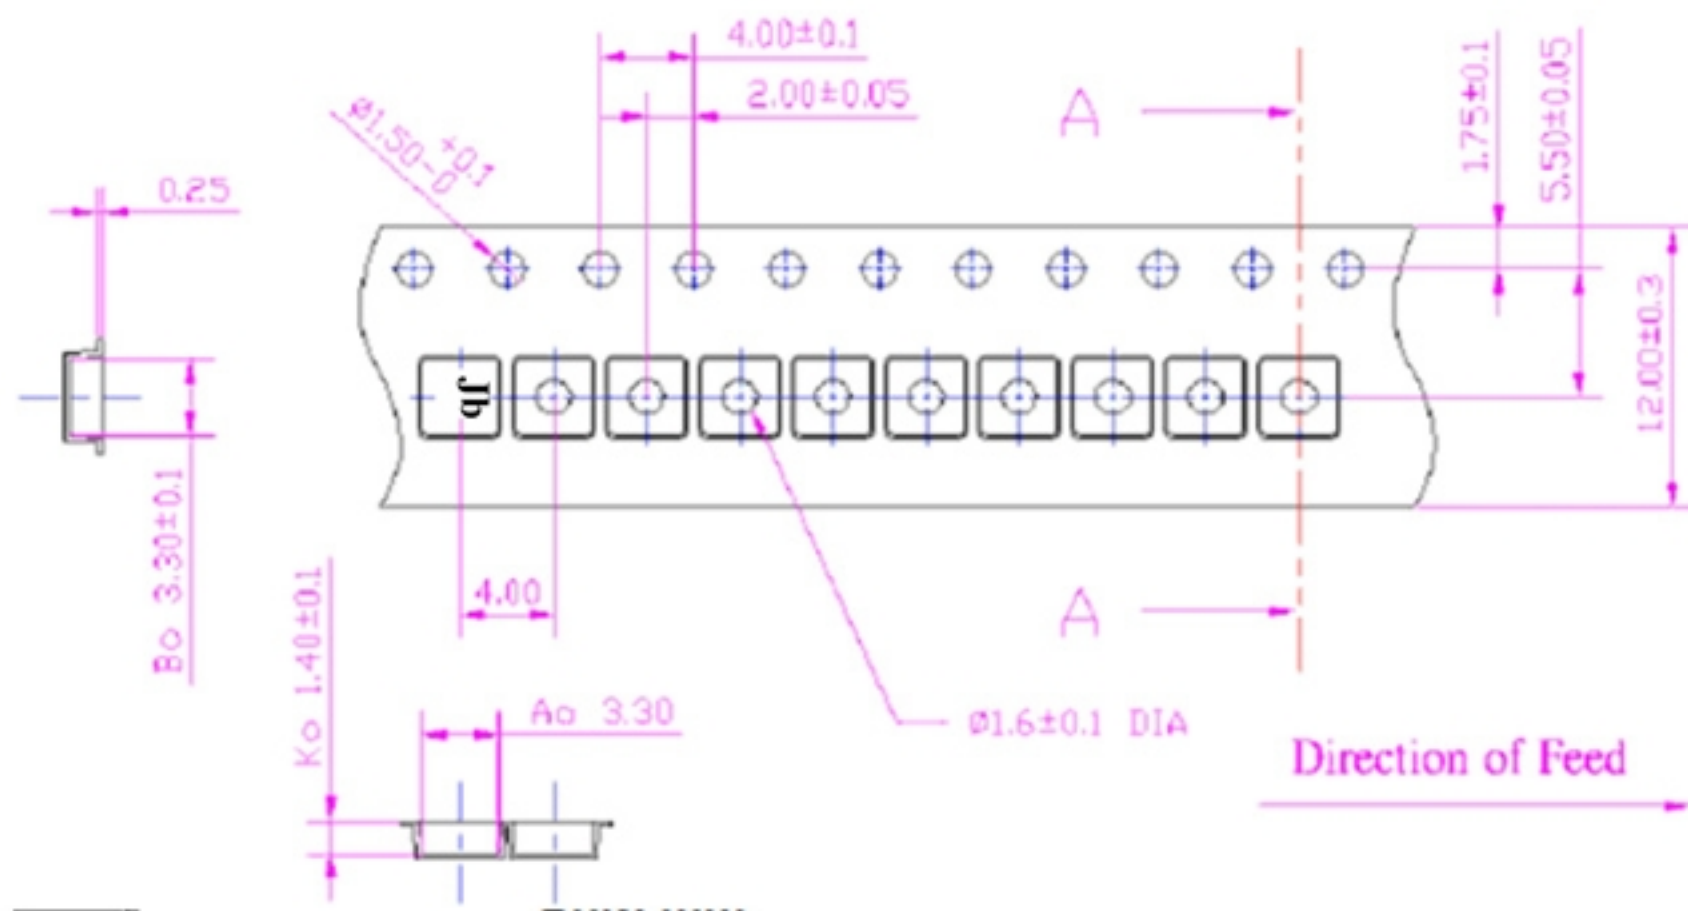 4.00±0.1
2.00±0.05
Ø1.50 +0.1
-0
A
1.75±0.1
5.50±0.05
0.25
12.00±0.3
Jb
Bo 3.30±0.1
4.00
Ko 1.40±0.1
A
Ao 3.30
Ø1.6±0.1 DIA
Direction of Feed